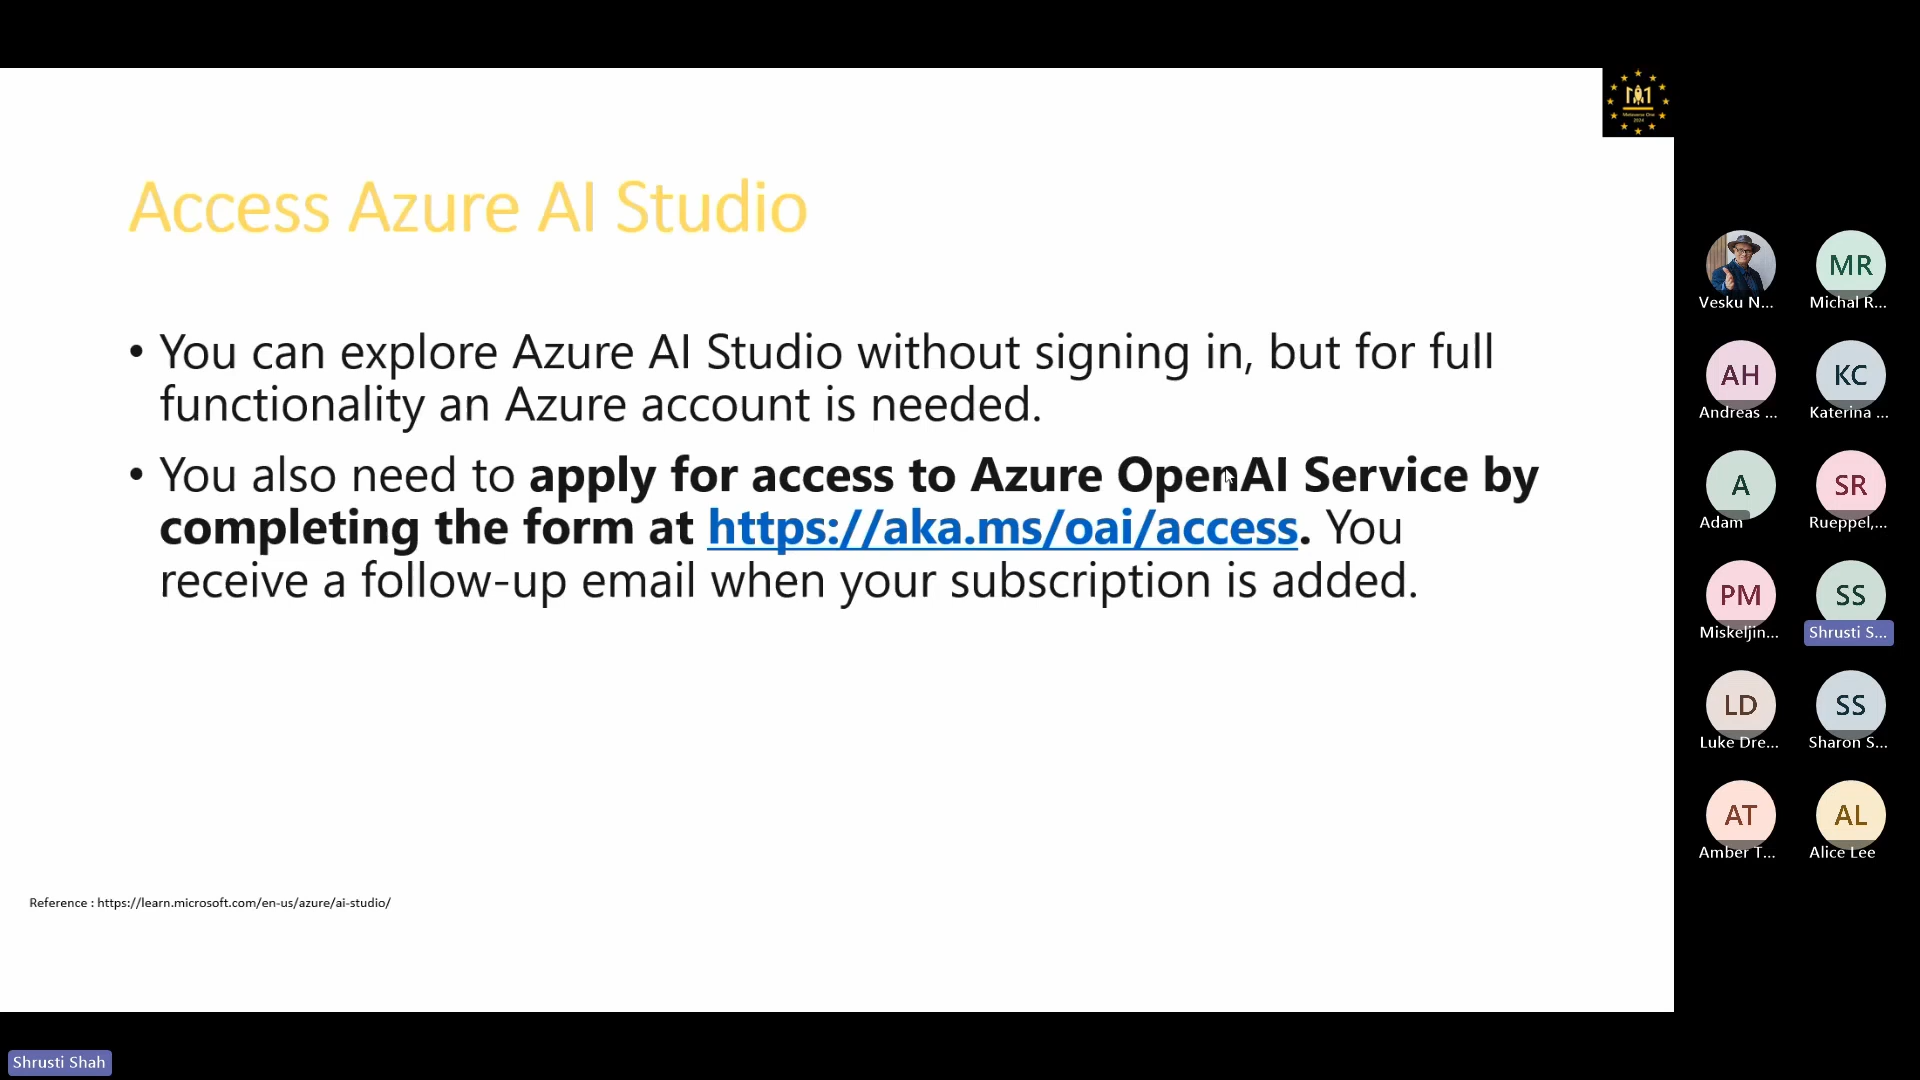 Access Azure AI Studio
• You can explore Azure AI Studio without signing in, but for full
functionality an Azure account is needed.
• You also need to apply for access to Azure OpenAI Service by
completing the form at https://aka.ms/oai/access. You
receive a follow-up email when your subscription is added.
Reference : https://learn.microsoft.com/en-us/azure/ai-studio/
Vesku N...
MR
Michal R...
AH
Andreas ...
KC
Katerina ...
A
Adam
SR
Rueppel,...
PM
Miskeljin...
SS
Shrusti S...
LD
Luke Dre...
SS
Sharon S...
AT
Amber T...
AL
Alice Lee
Shrusti Shah